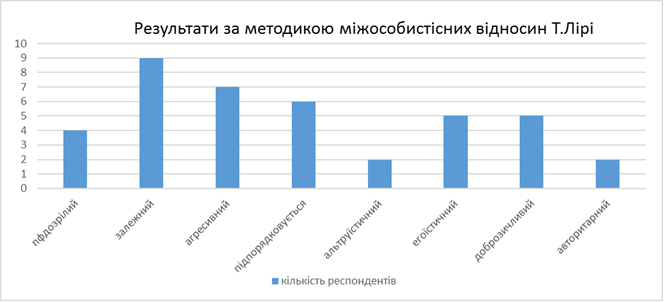 Результати за методикою міжособистісних відносин Т.Лірі
10
9
8
7
6
5
4
3
2
1
0
пфдозрілий
залежний
агресивний
підпорядковується
альтруїстичний
егоїстичний
доброзичливий
авторитарний
кількість респондентів